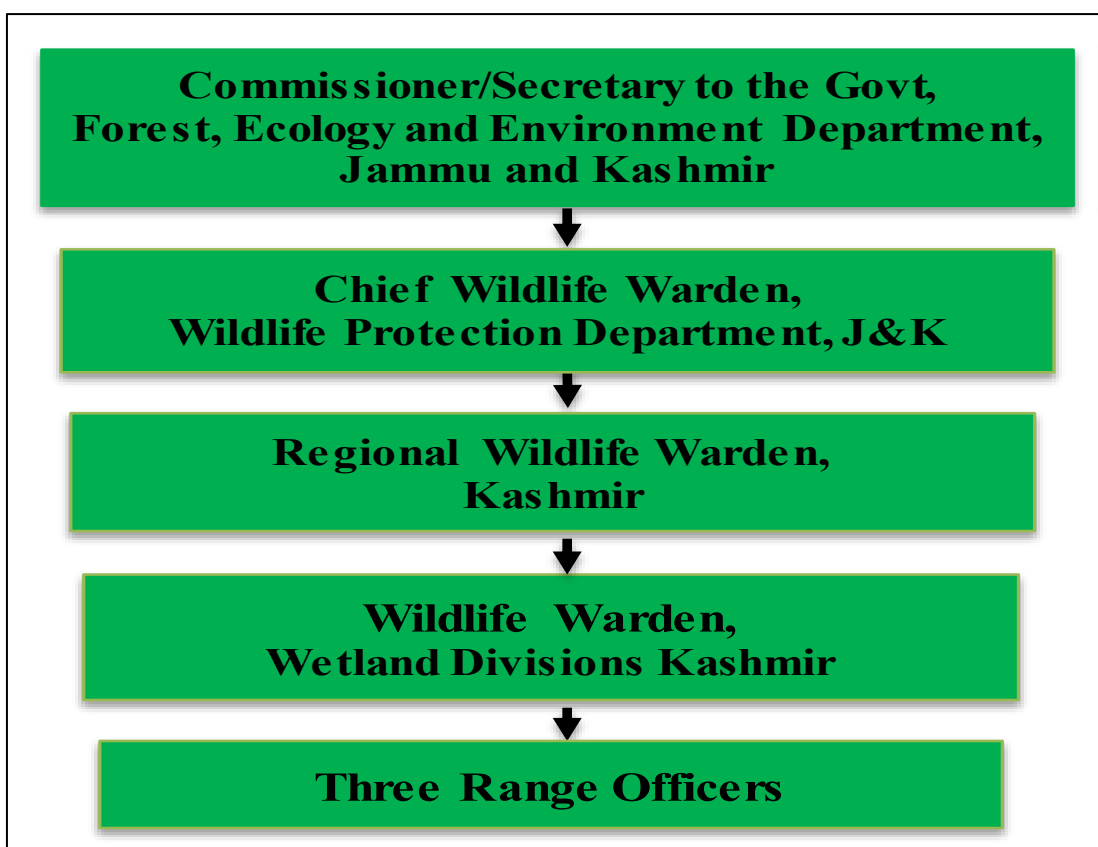 Commissioner/Secretary to the Govt,
Forest, Ecology and Environment Department,
Jammu and Kashmir
Chief Wildlife Warden,
Wildlife Protection Department, J&K
Regional Wildlife Warden,
Kashmir
Wildlife Warden,
Wetland Divisions Kashmir
Three Range Officers